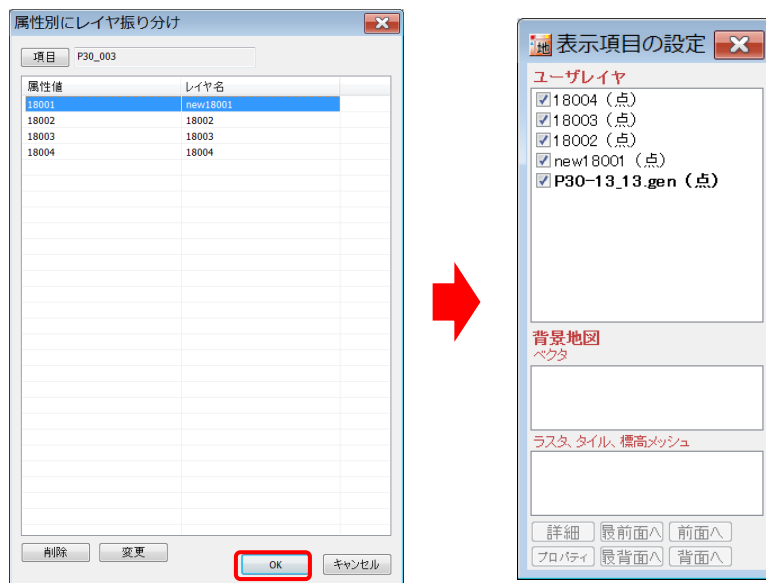 属性別にレイヤ振り分け
項目 P30_003
属性値 レイヤ名
18001 new18001
18002 18002
18003 18003
18004 18004
削除 変更 OK キャンセル
地 表示項目の設定
ユーザレイヤ
18004 (点)
18003 (点)
18002 (点)
new18001 (点)
P30-13_13.gen (点)
背景地図
ベクタ
ラスタ、タイル、標高メッシュ
詳細 最前面へ 前面へ
プロパティ 最背面へ 背面へ